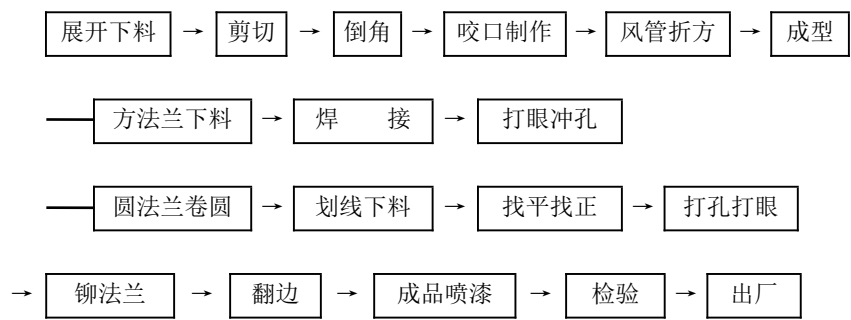 展开下料 → 剪切 → 倒角 → 咬口制作 → 风管折方 → 成型
方法兰下料 → 焊 接 → 打眼冲孔
圆法兰卷圆 → 划线下料 → 找平找正 → 打孔打眼
→ 铆法兰 → 翻边 → 成品喷漆 → 检验 → 出厂